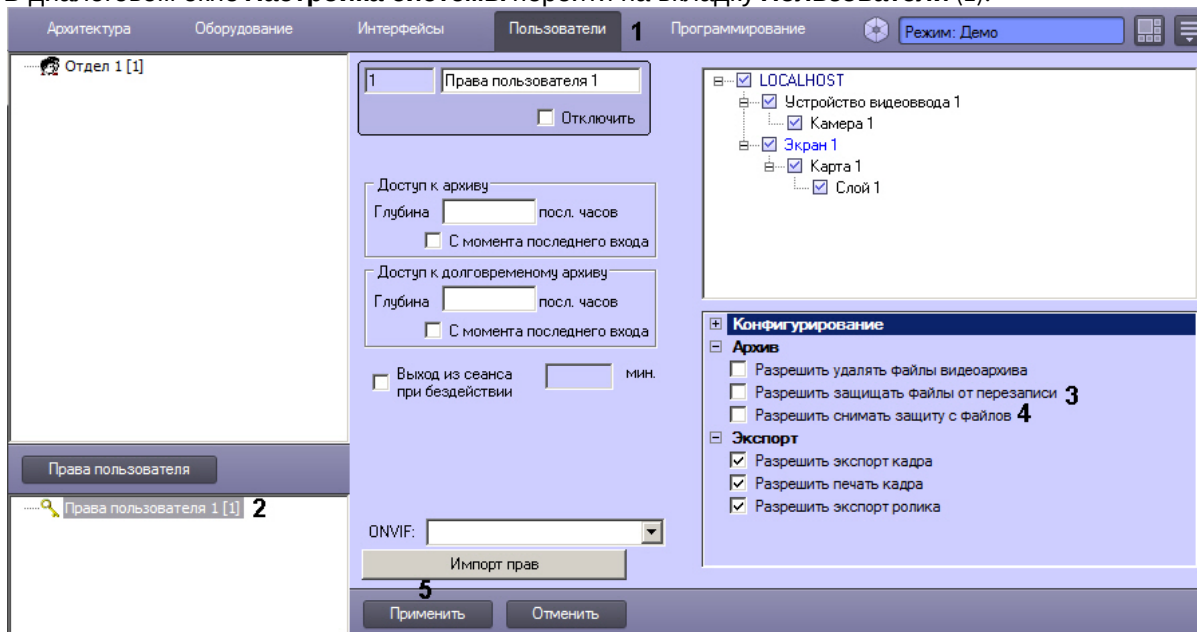 В диалоговом окне Настройка системы перейти на вкладку Пользователи (1).
Архитектура Оборудование Интерфейсы Пользователи 1 Программирование Режим: Демо
Отдел 1 [1]
1 Права пользователя 1
Отключить
Доступ к архиву
Глубина посл. часов
С момента последнего входа
Доступ к долговременому архиву
Глубина посл. часов
С момента последнего входа
Выход из сеанса мин.
при бездействии
ONVIF:
Импорт прав
5
Применить Отменить
Права пользователя
Права пользователя 1 [1] 2
LOCALHOST
Устройство видеоввода 1
Камера 1
Экран 1
Карта 1
Слой 1
Конфигурирование
Архив
Разрешить удалять файлы видеоархива
Разрешить защищать файлы от перезаписи 3
Разрешить снимать защиту с файлов 4
Экспорт
Разрешить экспорт кадра
Разрешить печать кадра
Разрешить экспорт ролика